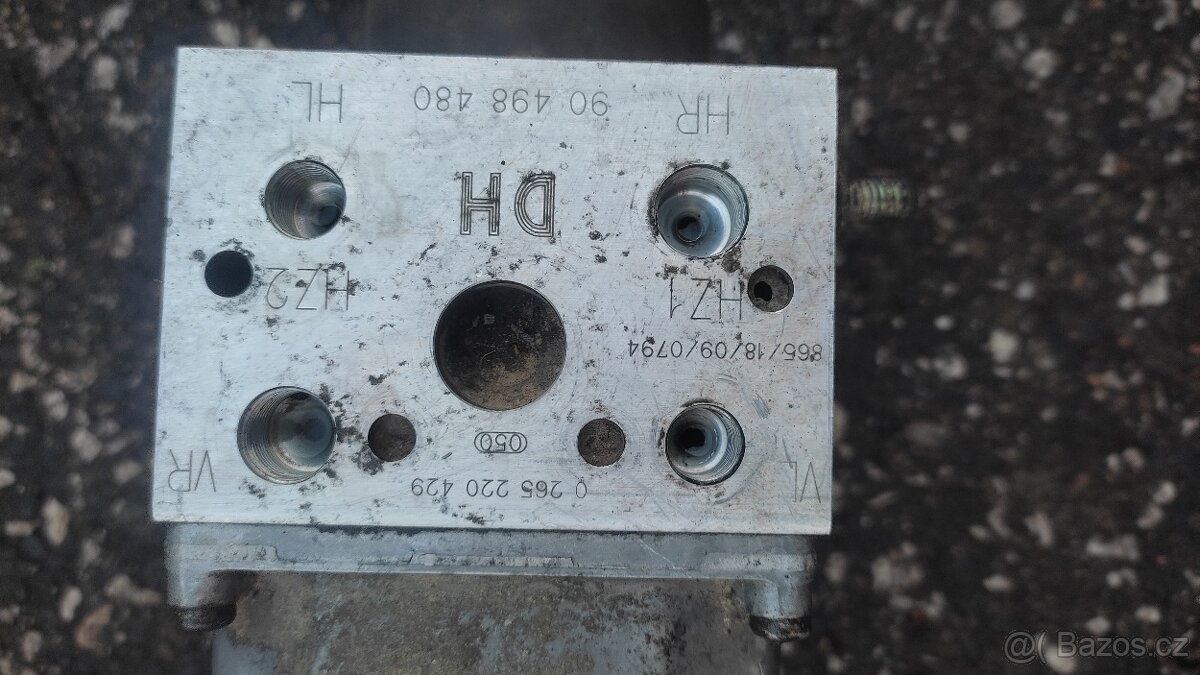 VL 0 265 220 429 VR
050
865/18/09/0794
HZ1 HZ2
DH
HR 90 498 480 HL
Bazos.cz